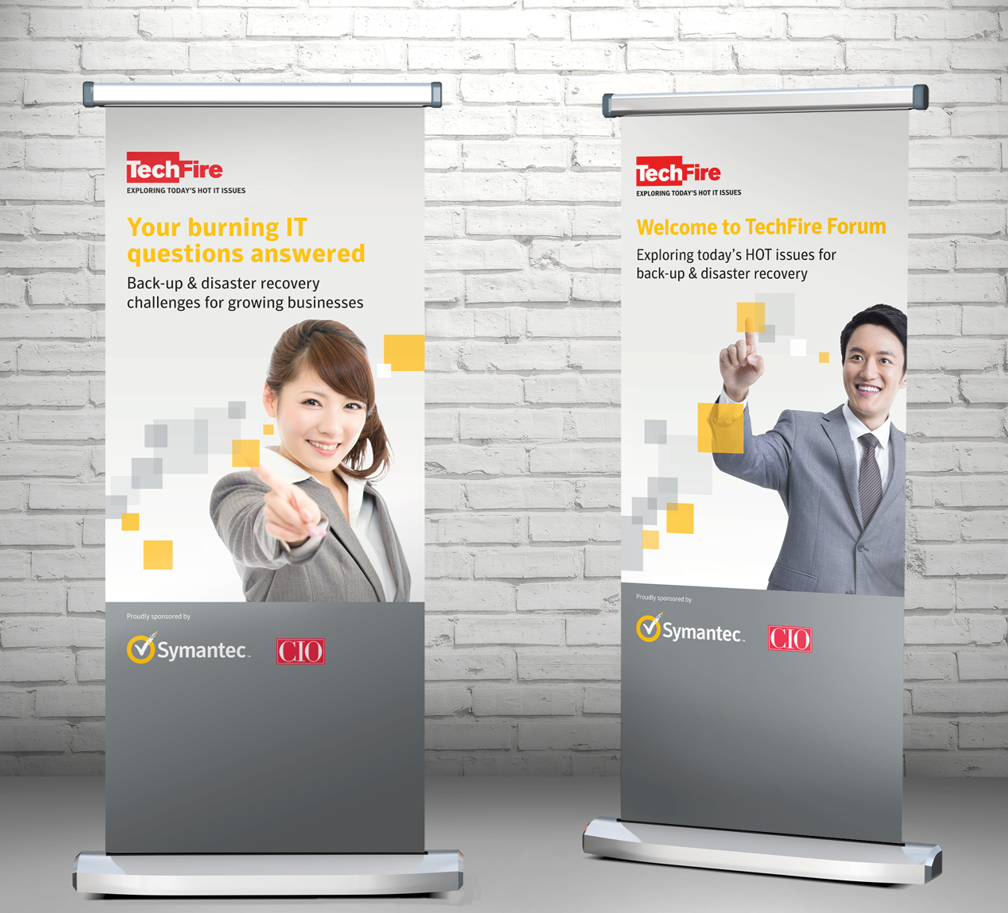 TechFire
EXPLORING TODAY'S HOT IT ISSUES
Your burning IT
questions answered
Back-up & disaster recovery
challenges for growing businesses
Proudly sponsored by
Symantec™
CIO
TechFire
EXPLORING TODAY'S HOT IT ISSUES
Welcome to TechFire Forum
Exploring today's HOT issues for
back-up & disaster recovery
Proudly sponsored by
Symantec™
CIO